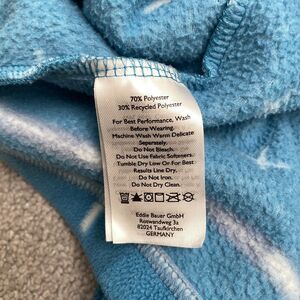 70% Polyester
30% Recycled Polyester
For Best Performance, Wash
Before Wearing.
Machine Wash Warm Delicate
Separately.
Do Not Bleach.
Do Not Use Fabric Softeners.
Tumble Dry Low Or For Best
Results Line Dry.
Do Not Iron.
Do Not Dry Clean.
Eddie Bauer GmbH
Rotwandweg 3a
82024 Taufkirchen
GERMANY